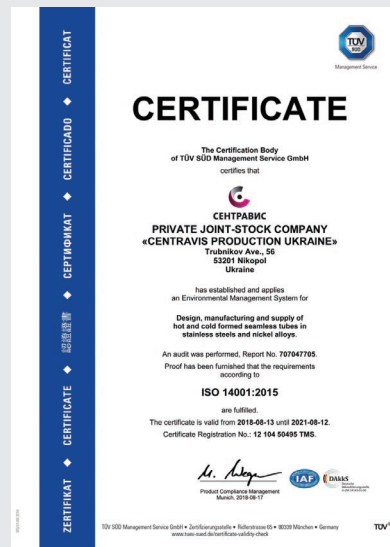 ZERTIFIKAT ◆ CERTIFICATE ◆ 認證證書 ◆ СЕРТИФИКАТ ◆ CERTIFICADO ◆ CERTIFICAT
TÜV
SÜD
Management Service
CERTIFICATE
The Certification Body
of TÜV SÜD Management Service GmbH
certifies that
СЕНТРАВИС
PRIVATE JOINT-STOCK COMPANY
«CENTRAVIS PRODUCTION UKRAINE»
Trubnikov Ave., 56
53201 Nikopol
Ukraine
has established and applies
an Environmental Management System for
Design, manufacturing and supply of
hot and cold formed seamless tubes in
stainless steels and nickel alloys.
An audit was performed, Report No. 707047705.
Proof has been furnished that the requirements
according to
ISO 14001:2015
are fulfilled.
The certificate is valid from 2018-08-13 until 2021-08-12.
Certificate Registration No.: 12 104 50495 TMS.
Product Compliance Management
Munich, 2018-08-17
IAF
DAkkS
TÜV SÜD Management Service GmbH • Zertifizierungsstelle • Ridlerstrasse 65 • 80339 München • Germany
www.tuev-sued.de/certificate-validity-check
TÜV